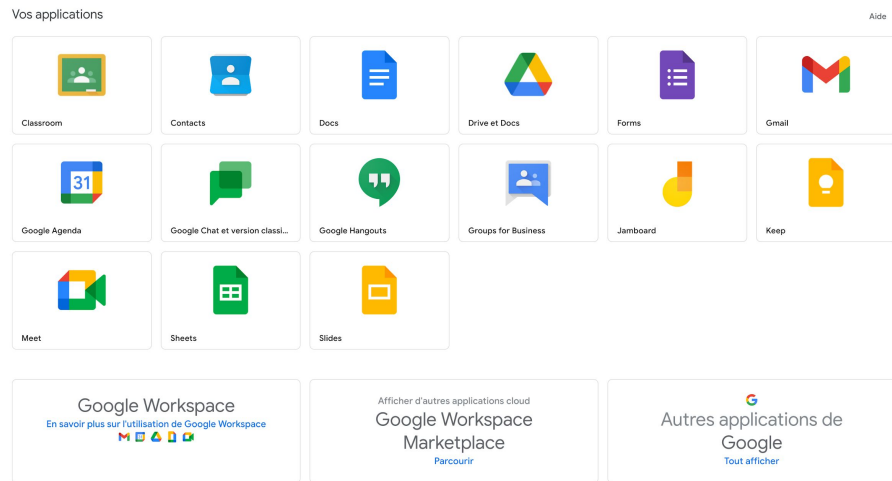 Vos applications
Aide
Classroom
Contacts
Docs
Drive et Docs
Forms
Gmail
31
Google Agenda
Google Chat et version classi...
Google Hangouts
Groups for Business
Jamboard
Keep
Meet
Sheets
Slides
Google Workspace
En savoir plus sur l'utilisation de Google Workspace
Afficher d'autres applications cloud
Google Workspace
Marketplace
Parcourir
Autres applications de
Google
Tout afficher